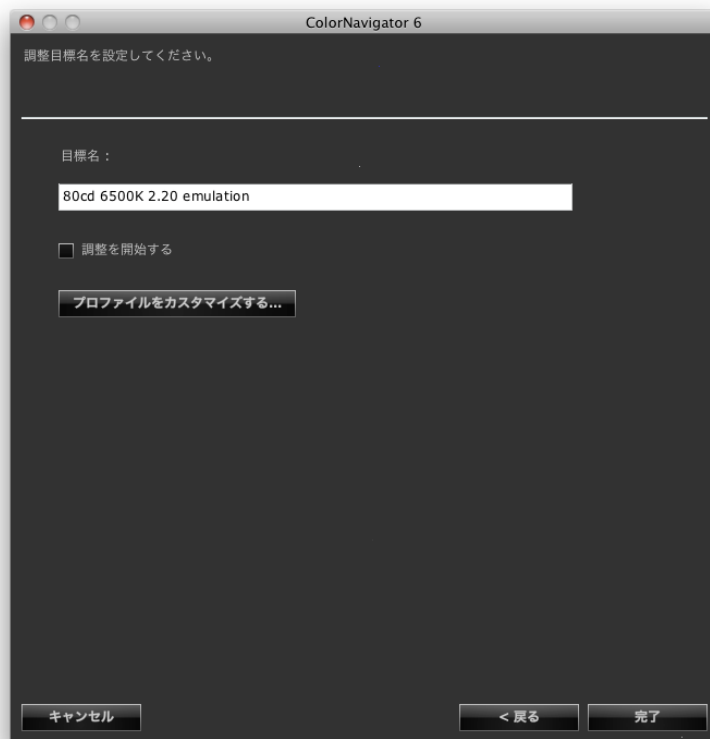 ColorNavigator 6
調整目標名を設定してください。
目標名：
80cd 6500K 2.20 emulation
調整を開始する
プロファイルをカスタマイズする...
キャンセル
< 戻る
完了